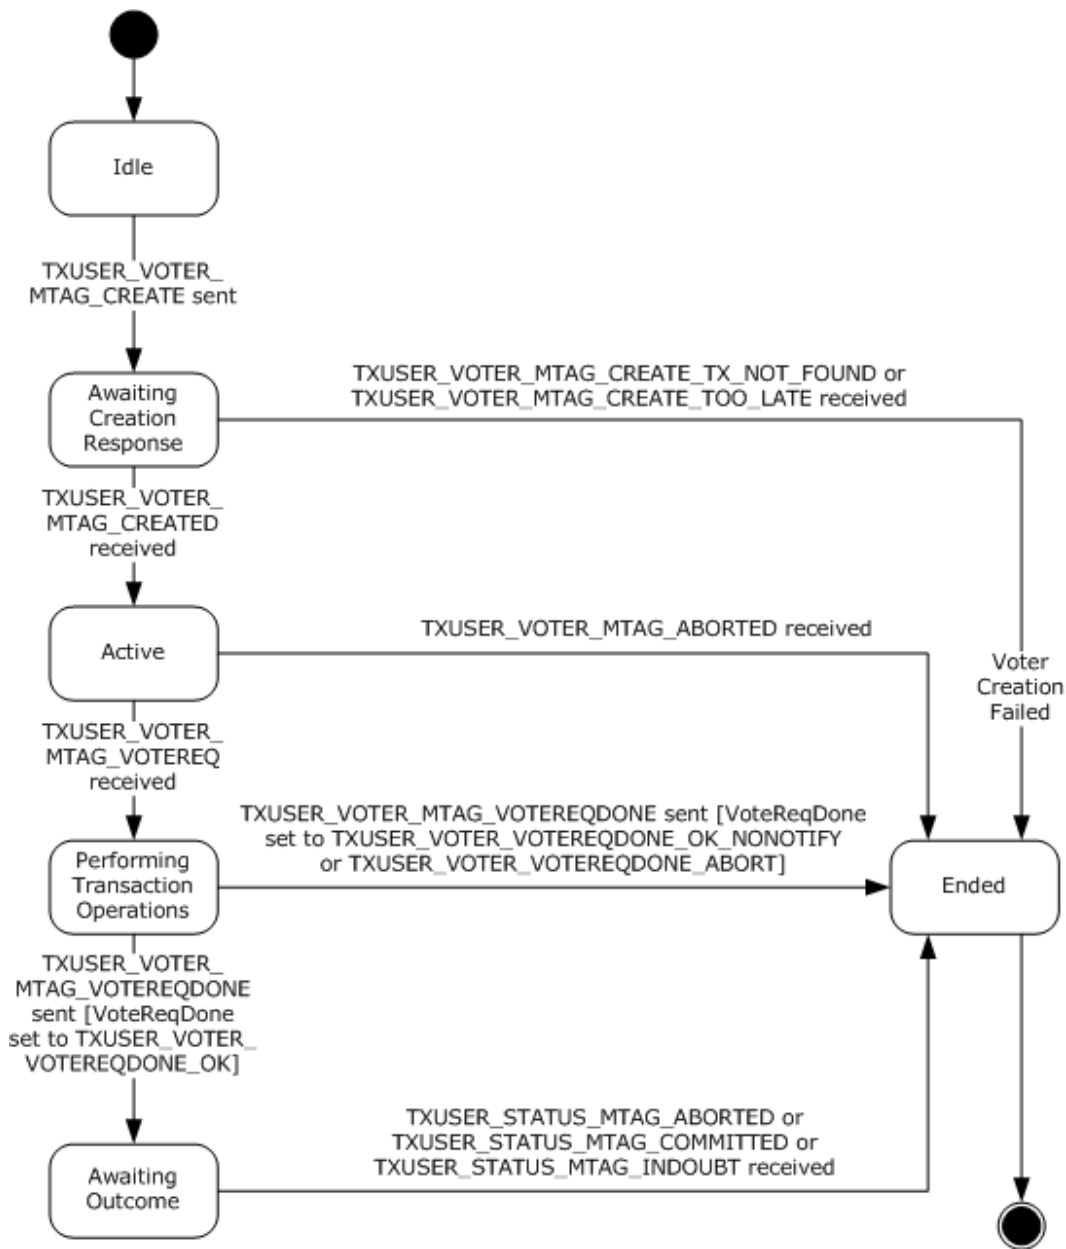 Idle
TXUSER_VOTER_
MTAG_CREATE sent
Awaiting
Creation
Response
TXUSER_VOTER_MTAG_CREATE_TX_NOT_FOUND or
TXUSER_VOTER_MTAG_CREATE_TOO_LATE received
TXUSER_VOTER_
MTAG_CREATED
received
Active
TXUSER_VOTER_MTAG_ABORTED received
Voter
Creation
Failed
TXUSER_VOTER_
MTAG_VOTEREQ
received
Performing
Transaction
Operations
TXUSER_VOTER_MTAG_VOTEREQDONE sent [VoteReqDone
set to TXUSER_VOTER_VOTEREQDONE_OK_NONOTIFY
or TXUSER_VOTER_VOTEREQDONE_ABORT]
Ended
TXUSER_VOTER_
MTAG_VOTEREQDONE
sent [VoteReqDone
set to TXUSER_VOTER_
VOTEREQDONE_OK]
Awaiting
Outcome
TXUSER_STATUS_MTAG_ABORTED or
TXUSER_STATUS_MTAG_COMMITTED or
TXUSER_STATUS_MTAG_INDOUBT received